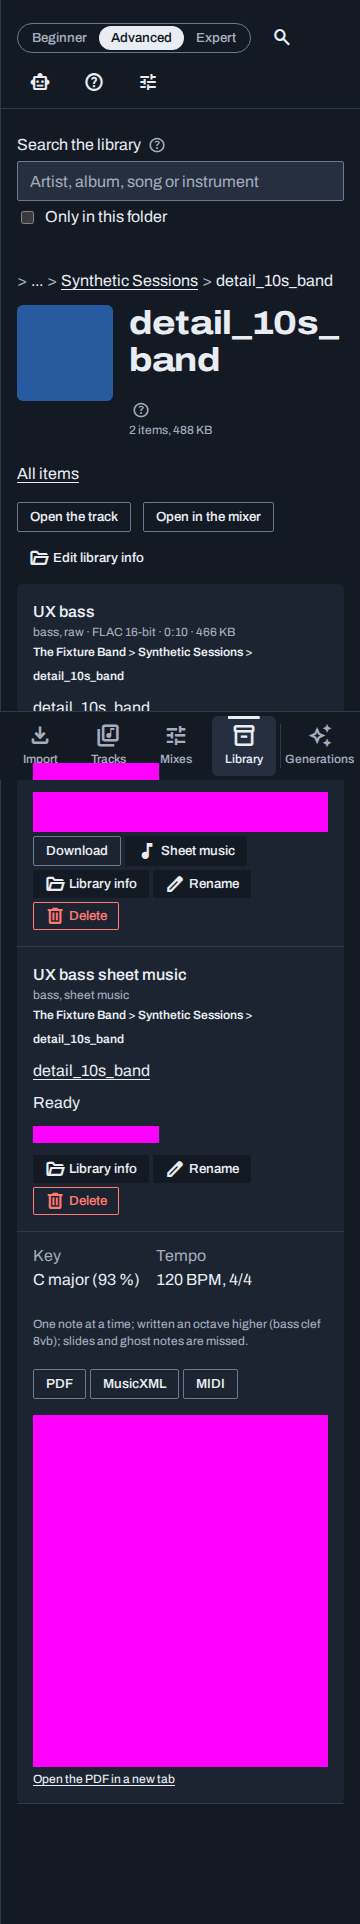 Beginner Advanced Expert
Search the library
Artist, album, song or instrument
Only in this folder
> ... > Synthetic Sessions > detail_10s_band
detail_10s_
band
2 items, 488 KB
All items
Open the track Open in the mixer
Edit library info
UX bass
bass, raw · FLAC 16-bit · 0:10 · 466 KB
The Fixture Band > Synthetic Sessions >
detail_10s_band
detail_10s_band
Import Tracks Mixes Library Generations
Download Sheet music
Library info Rename
Delete
UX bass sheet music
bass, sheet music
The Fixture Band > Synthetic Sessions >
detail_10s_band
detail_10s_band
Ready
Library info Rename
Delete
Key Tempo
C major (93 %) 120 BPM, 4/4
One note at a time; written an octave higher (bass clef
8vb); slides and ghost notes are missed.
PDF MusicXML MIDI
Open the PDF in a new tab